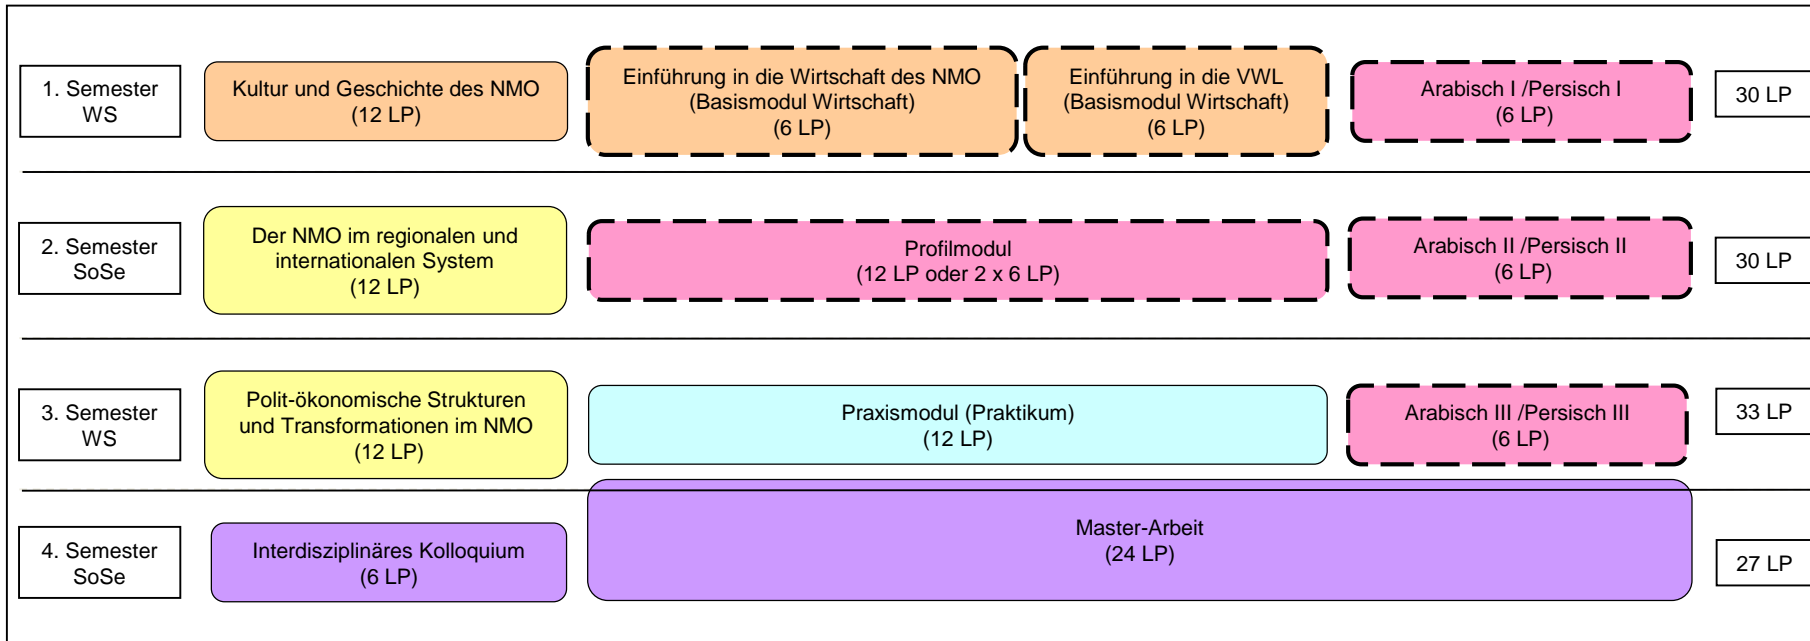 1. Semester
WS
Kultur und Geschichte des NMO
(12 LP)
Einführung in die Wirtschaft des NMO
(Basismodul Wirtschaft)
(6 LP)
Einführung in die VWL
(Basismodul Wirtschaft)
(6 LP)
Arabisch I /Persisch I
(6 LP)
30 LP
2. Semester
SoSe
Der NMO im regionalen und
internationalen System
(12 LP)
Profilmodul
(12 LP oder 2 x 6 LP)
Arabisch II /Persisch II
(6 LP)
30 LP
3. Semester
WS
Polit-ökonomische Strukturen
und Transformationen im NMO
(12 LP)
Praxismodul (Praktikum)
(12 LP)
Arabisch III /Persisch III
(6 LP)
33 LP
4. Semester
SoSe
Interdisziplinäres Kolloquium
(6 LP)
Master-Arbeit
(24 LP)
27 LP